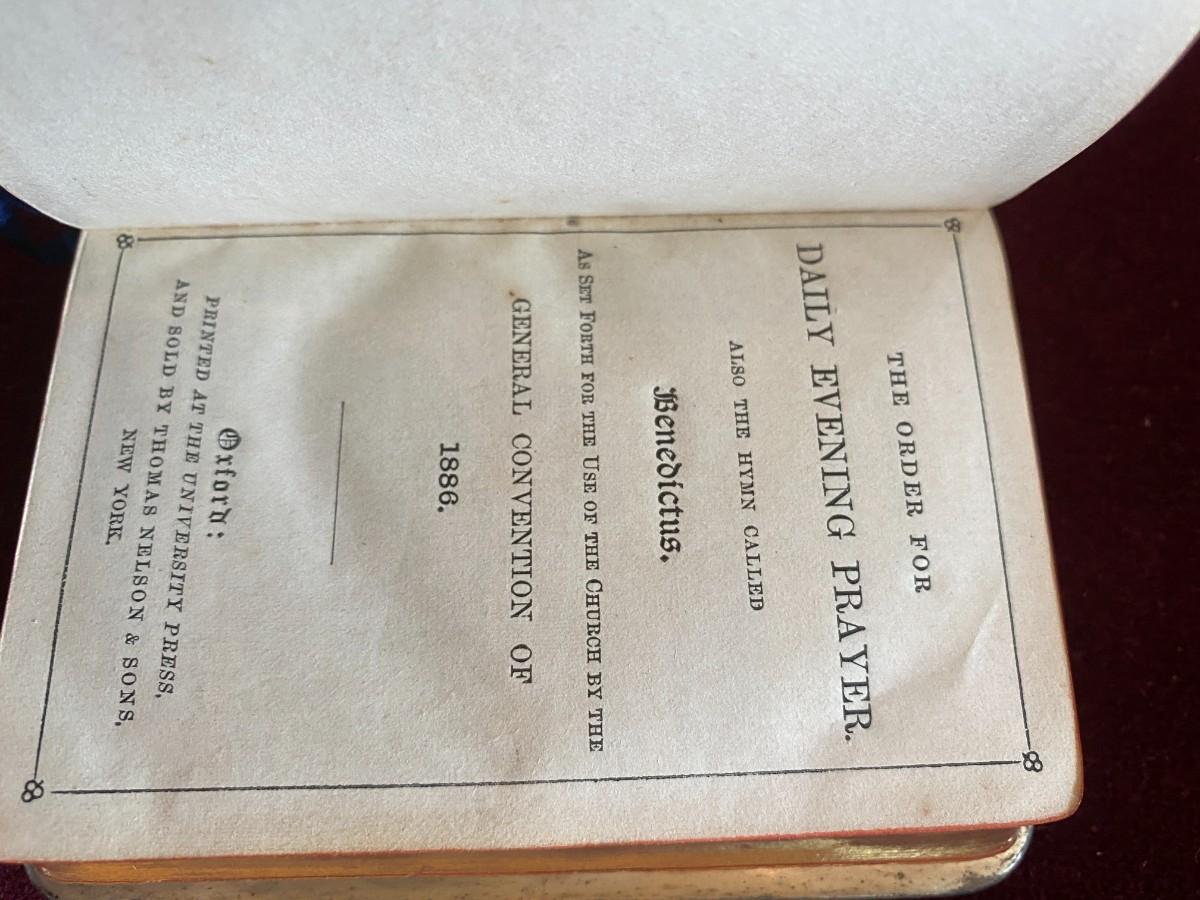 THE ORDER FOR
DAILY EVENING PRAYER.
ALSO THE HYMN CALLED
Benedictus.
AS SET FORTH FOR THE USE OF THE CHURCH BY THE
GENERAL CONVENTION OF
1886.
Oxford:
PRINTED AT THE UNIVERSITY PRESS,
AND SOLD BY THOMAS NELSON & SONS,
NEW YORK.